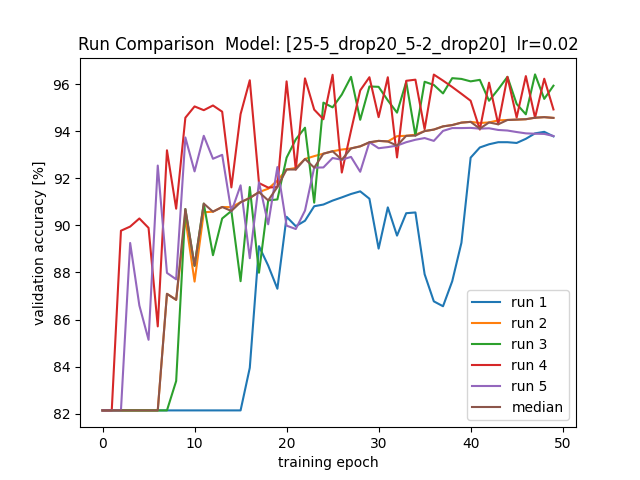 Run Comparison  Model: [25-5_drop20_5-2_drop20]  lr=0.02
validation accuracy [%]
96
94
92
90
88
86
84
82
0 10 20 30 40 50
training epoch
run 1
run 2
run 3
run 4
run 5
median